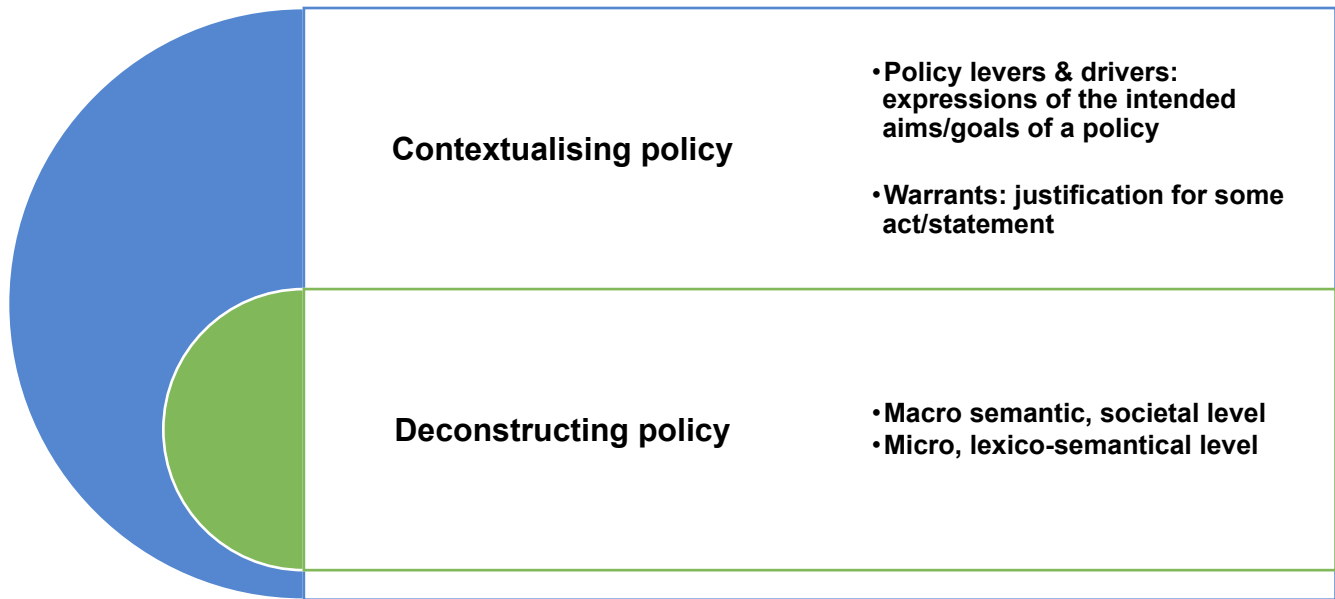 Contextualising policy
•Policy levers & drivers:
expressions of the intended
aims/goals of a policy
•Warrants: justification for some
act/statement
Deconstructing policy
•Macro semantic, societal level
•Micro, lexico-semantical level